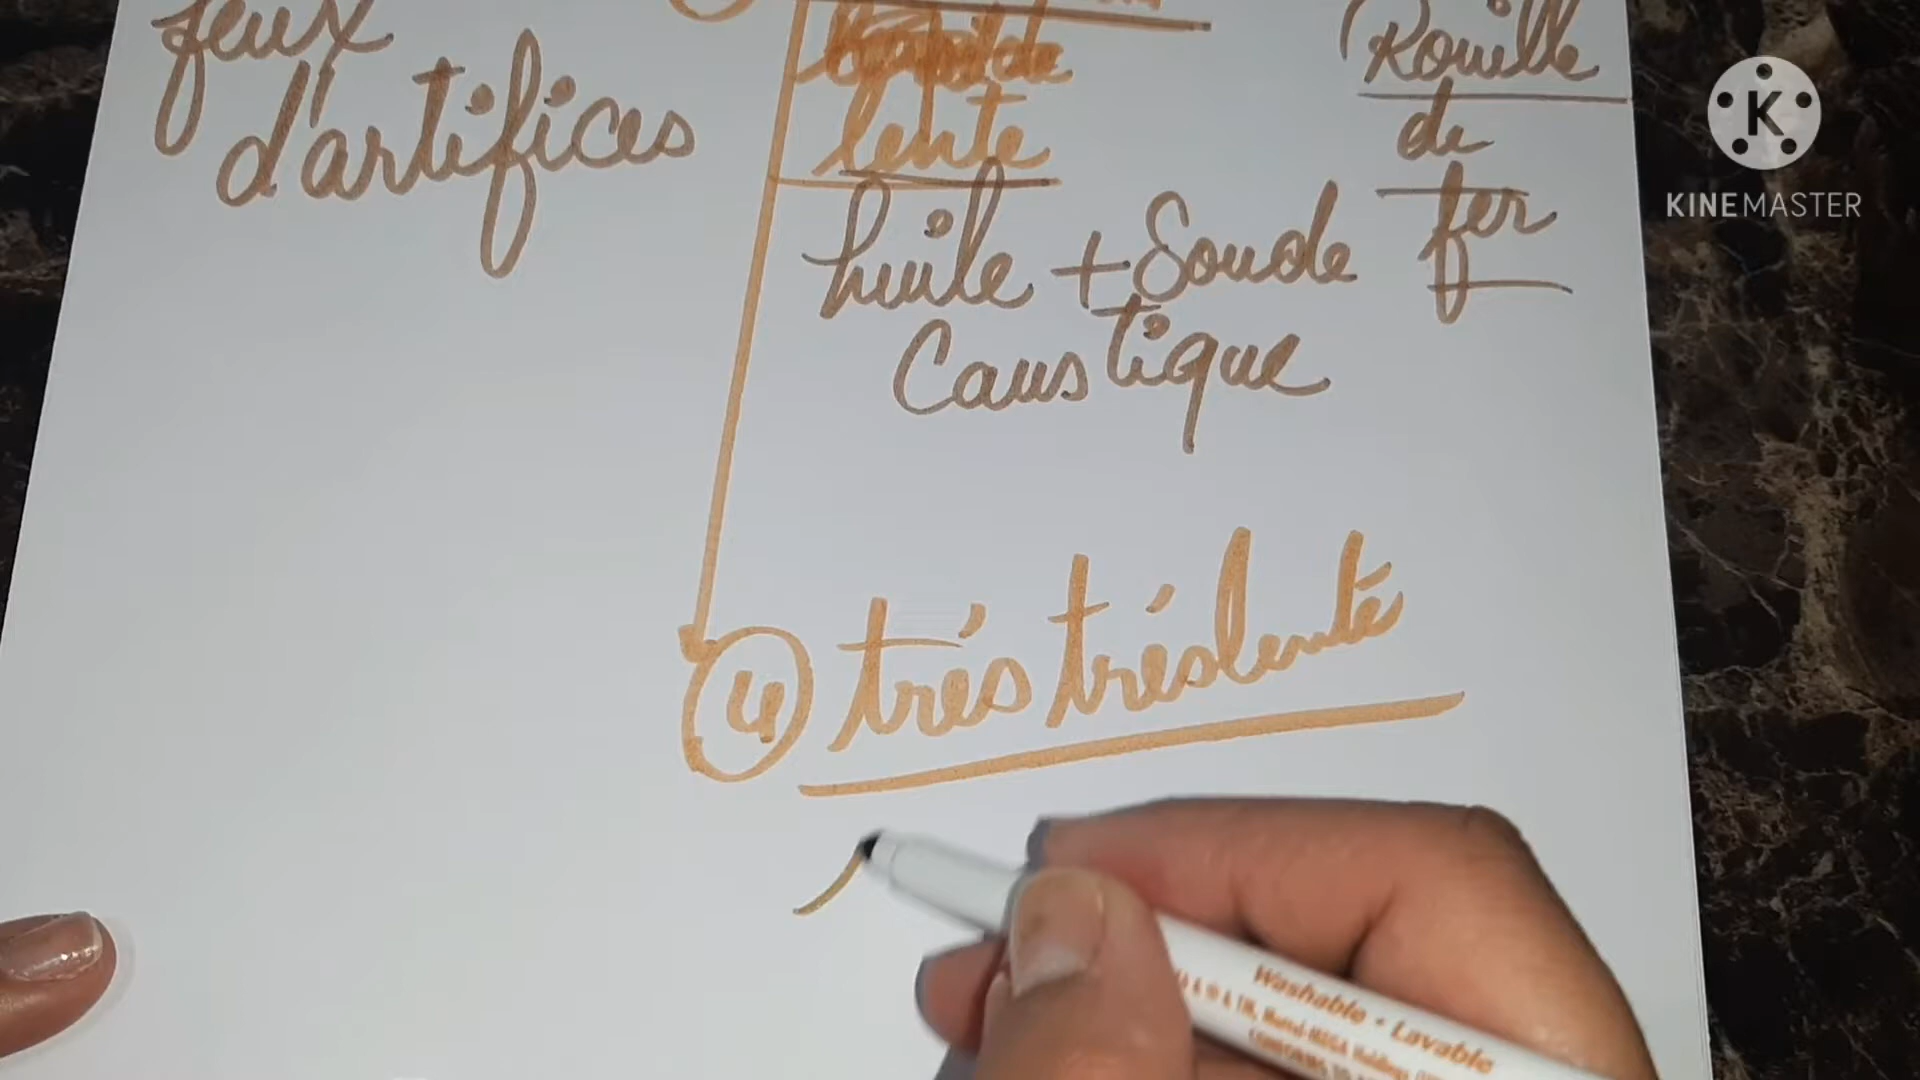 feux
d'artifices
lente
huile + Soude
Caustique
Rouille
de
fer
④ trés trés lente
K
KINEMASTER
Washable • Lavable